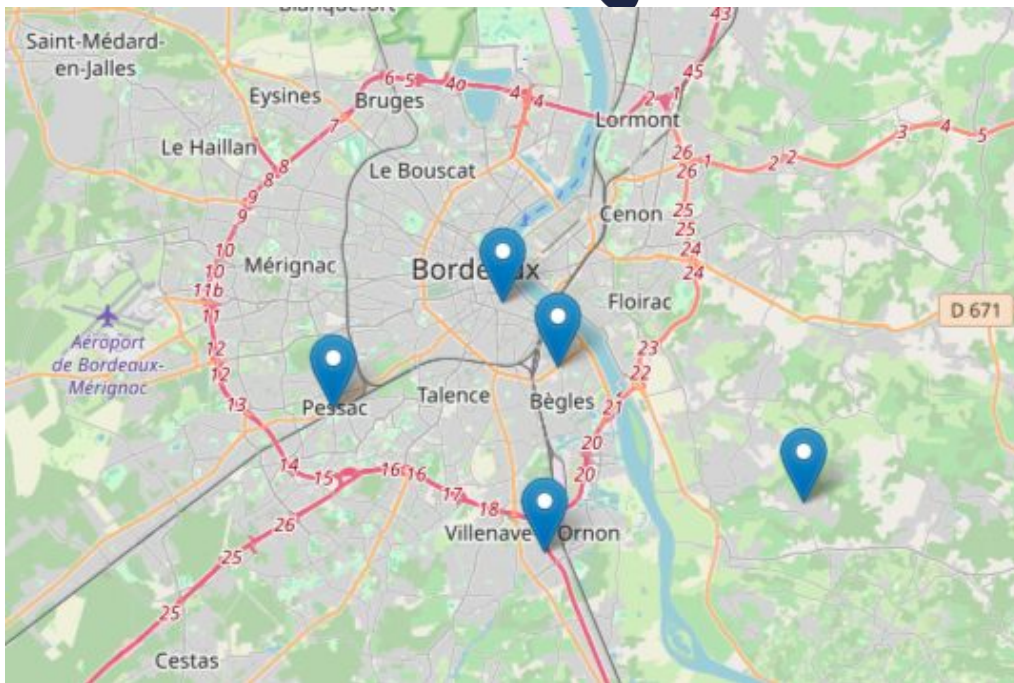 Blanquefort
43
Saint-Médard-
en-Jalles
45
6
5
4a
4
4
2
1
Eysines
Bruges
7
Lormont
Le Haillan
8
8
9
9
Le Bouscat
26
26
1
2
2
3
4
5
25
25
Cenon
24
24
10
10
11b
11
Mérignac
Bordeaux
Floirac
D 671
Aéroport
de Bordeaux-
Mérignac
12
12
23
22
13
Pessac
Talence
Bègles
21
20
20
14
15
16
16
17
18
26
Villenave
Ornon
25
25
Cestas